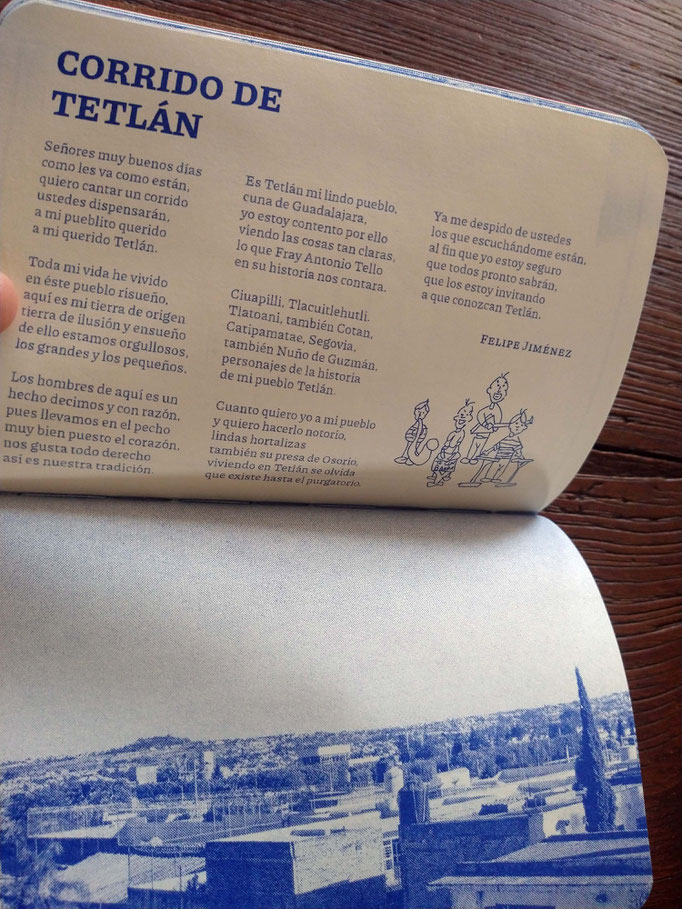 CORRIDO DE
TETLÁN
Señores muy buenos días
como les va como están,
quiero cantar un corrido
ustedes dispensarán,
a mi pueblito querido
a mi querido Tetlán.
Toda mi vida he vivido
en éste pueblo risueño,
aquí es mi tierra de origen
tierra de ilusión y ensueño
de ello estamos orgullosos,
los grandes y los pequeños.
Los hombres de aquí es un
hecho decimos y con razón,
pues llevamos en el pecho
muy bien puesto el corazón,
nos gusta todo derecho
así es nuestra tradición.
Es Tetlán mi lindo pueblo,
cuna de Guadalajara,
yo estoy contento por ello
viendo las cosas tan claras,
lo que Fray Antonio Tello
en su historia nos contara.
Ciuapilli, Tlacuitlehutli.
Tlatoani, también Cotan,
Catipamatae, Segovia,
también Nuño de Guzmán.
personajes de la historia
de mi pueblo Tetlán.
Cuanto quiero yo a mi pueblo
y quiero hacerlo notorio,
lindas hortalizas
también su presa de Osorio,
viviendo en Tetlán se olvida
que existe hasta el purgatorio.
Ya me despido de ustedes
los que escuchándome están,
al fin que yo estoy seguro
que todos pronto sabrán,
que los estoy invitando
a que conozcan Tetlán.
Felipe Jiménez